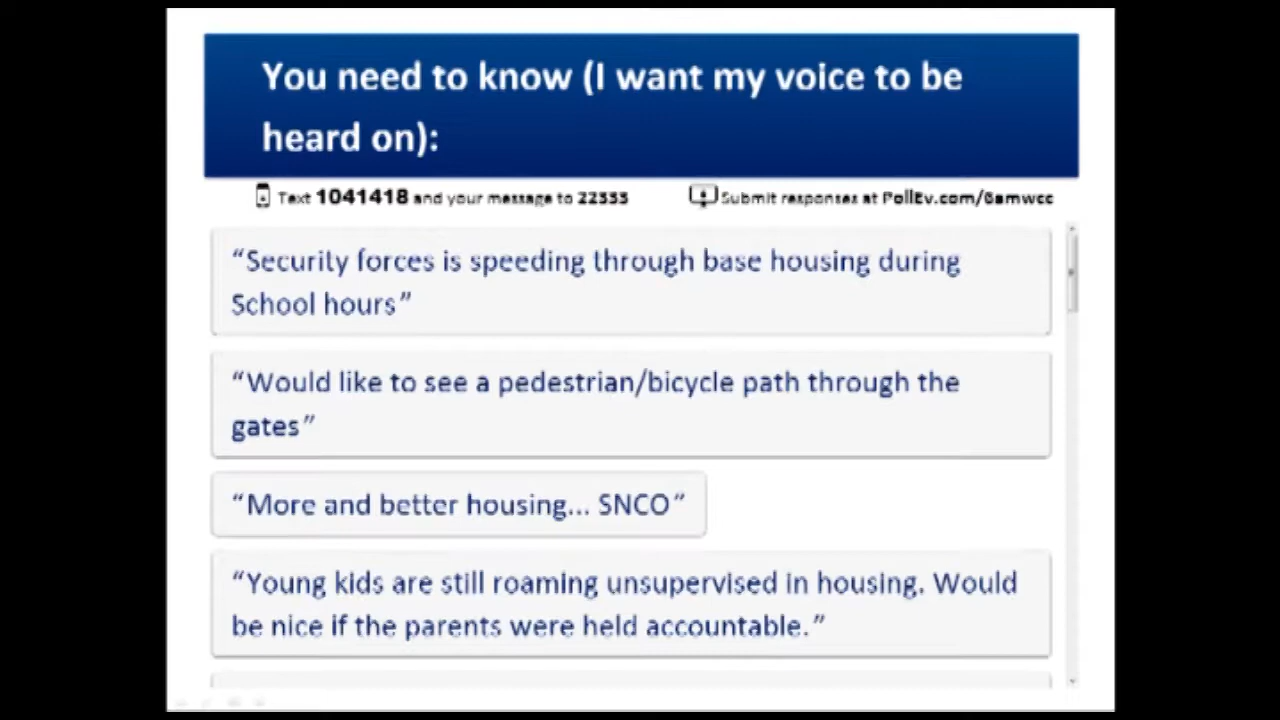 You need to know (I want my voice to be
heard on):
Text 1041418 and your message to 22333
Submit responses at PollEv.com/6amwcc
“Security forces is speeding through base housing during
School hours”
“Would like to see a pedestrian/bicycle path through the
gates”
“More and better housing... SNCO”
“Young kids are still roaming unsupervised in housing. Would
be nice if the parents were held accountable.”